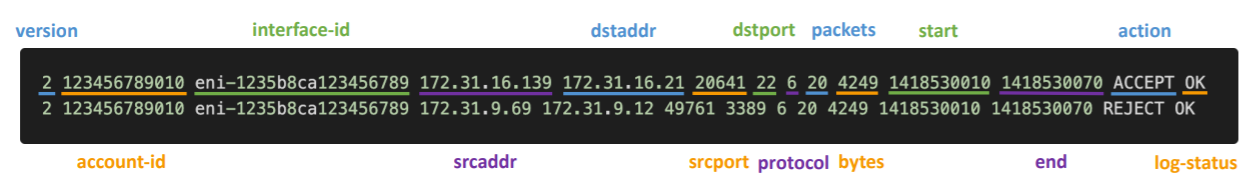 version interface-id dstaddr dstport packets start action
2 123456789010 eni-1235b8ca123456789 172.31.16.139 172.31.16.21 20641 22 6 20 4249 1418530010 1418530070 ACCEPT OK
2 123456789010 eni-1235b8ca123456789 172.31.9.69 172.31.9.12 49761 3389 6 20 4249 1418530010 1418530070 REJECT OK
account-id srcaddr srcport protocol bytes end log-status